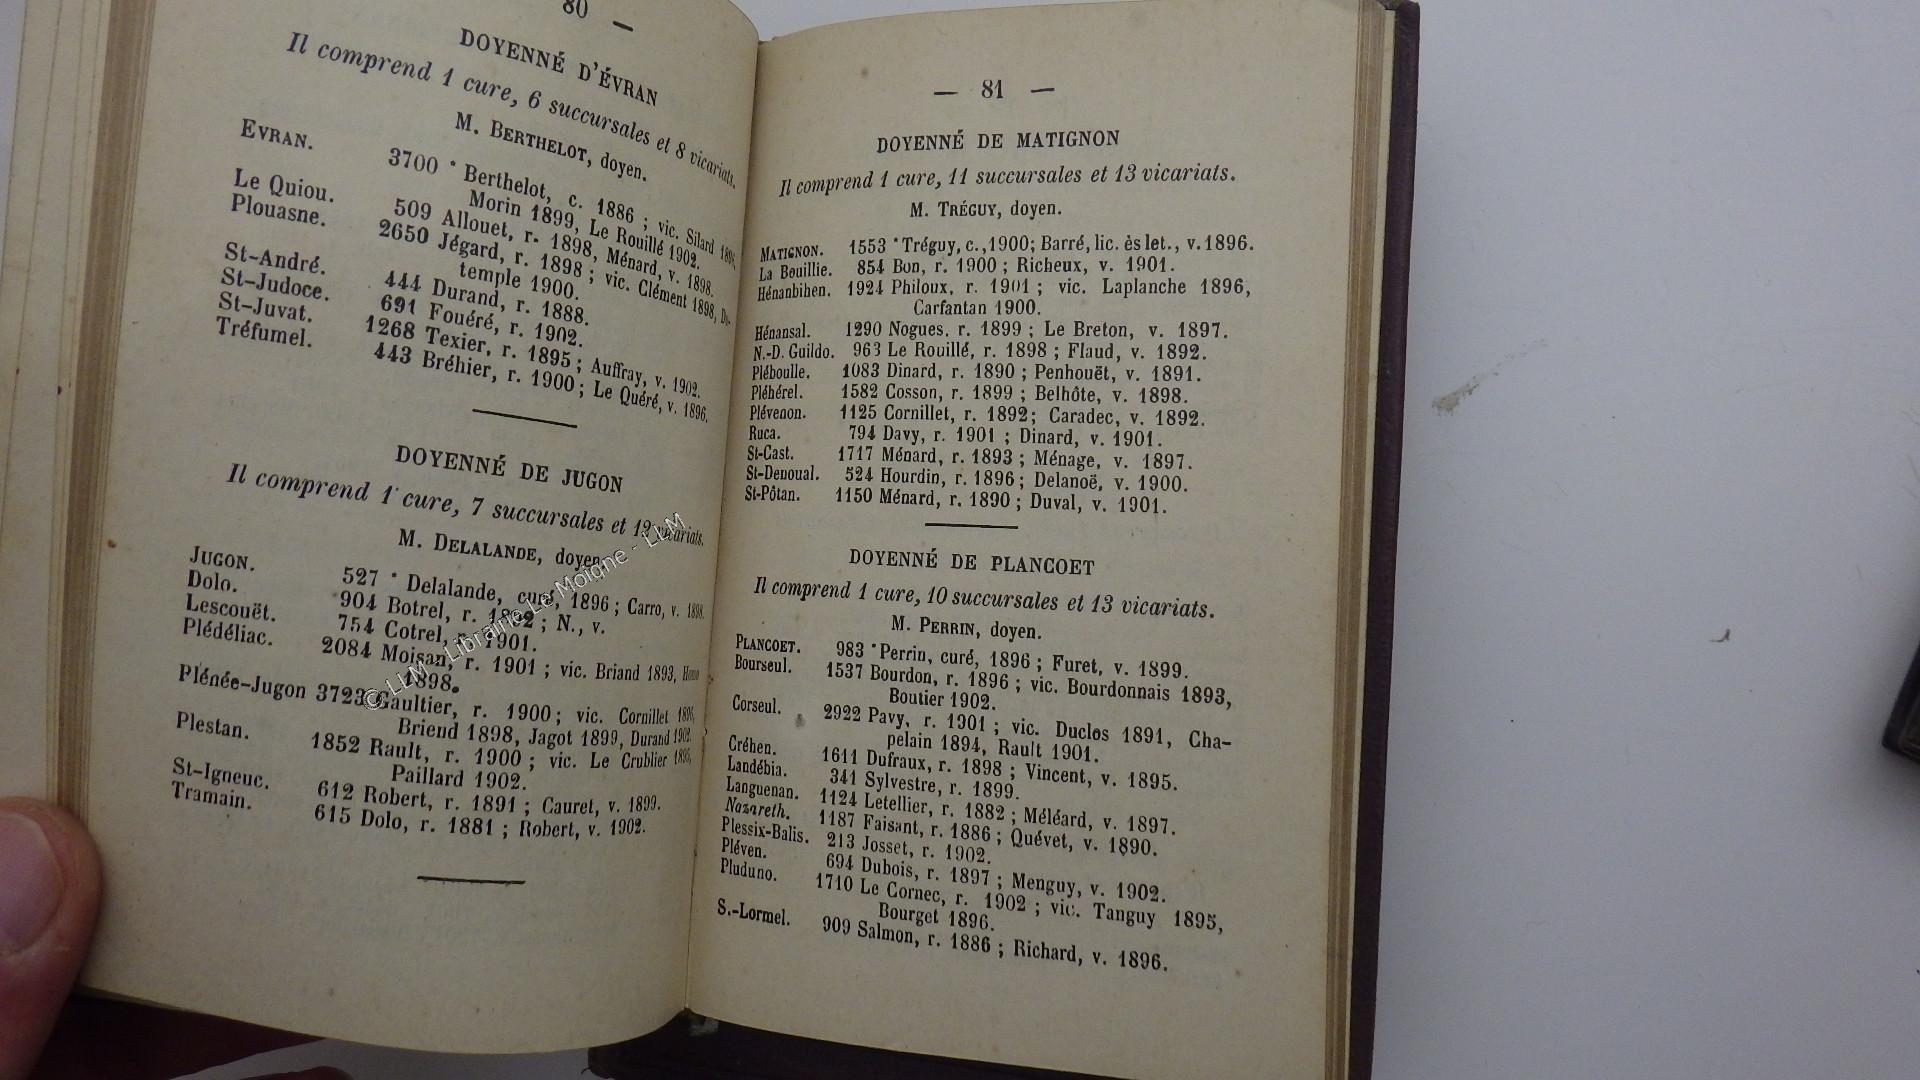 80 —
DOYENNÉ D'ÉVRAN
Il comprend 1 cure, 6 succursales et 8 vicariats.
M. BERTHELOT, doyen.
EVRAN. 3700 * Berthelot, c. 1886 ; vic. Silard
Morin 1899, Le Rouillé 1902.
Le Quiou. 509 Allouet, r. 1898, Ménard, v. 1898.
Plouasne. 2650 Jégard, r. 1898 ; vic. Clément 1898, Du-
temple 1900.
St-André. 444 Durand, r. 1888.
St-Judoce. 691 Fouéré, r. 1902.
St-Juvat. 1268 Texier, r. 1895 ; Auffray, v. 1902.
Tréfumel. 443 Bréhier, r. 1900 ; Le Quéré, v. 1896.
DOYENNÉ DE JUGON
Il comprend 1 cure, 7 succursales et vicariats.
M. DELALANDE, doyen.
JUGON. 527 * Delalande, curé, 1896 ; Carro, v. 1898.
Dolo. 904 Botrel, r. ; N., v.
Lescouët. 754 Cotrel, r. 1901.
Plédéliac. 2084 Moisan, r. 1901 ; vic. Briand 1893,
1898.
Plénée-Jugon 3723 Gaultier, r. 1900 ; vic. Cornillet 1896,
Briend 1898, Jagot 1899, Durand 1902.
Plestan. 1852 Rault, r. 1900 ; vic. Le Crublier 1895,
Paillard 1902.
St-Igneuc. 612 Robert, r. 1891 ; Cauret, v. 1899.
Tramain. 615 Dolo, r. 1881 ; Robert, v. 1902.
© LLM - Librairie Le Moigne - LLM
— 81 —
DOYENNÉ DE MATIGNON
Il comprend 1 cure, 11 succursales et 13 vicariats.
M. TRÉGUY, doyen.
MATIGNON. 1553 * Tréguy, c., 1900; Barré, lic. ès let., v. 1896.
La Bouillie. 854 Bon, r. 1900 ; Richeux, v. 1901.
Hénanbihen. 1924 Philoux, r. 1901 ; vic. Laplanche 1896,
Carfantan 1900.
Hénansal. 1290 Nogues. r. 1899 ; Le Breton, v. 1897.
N.-D. Guildo. 963 Le Rouillé, r. 1898 ; Flaud, v. 1892.
Pléboulle. 1083 Dinard, r. 1890 ; Penhouët, v. 1891.
Pléhérel. 1582 Cosson, r. 1899 ; Belhôte, v. 1898.
Plévenon. 1125 Cornillet, r. 1892; Caradec, v. 1892.
Ruca. 794 Davy, r. 1901 ; Dinard, v. 1901.
St-Cast. 1717 Ménard, r. 1893 ; Ménage, v. 1897.
St-Denoual. 524 Hourdin, r. 1896 ; Delanoë, v. 1900.
St-Pôtan. 1150 Ménard, r. 1890 ; Duval, v. 1901.
DOYENNÉ DE PLANCOET
Il comprend 1 cure, 10 succursales et 13 vicariats.
M. PERRIN, doyen.
PLANCOET. 983 * Perrin, curé, 1896 ; Furet, v. 1899.
Bourseul. 1537 Bourdon, r. 1896 ; vic. Bourdonnais 1893,
Boutier 1902.
Corseul. 2922 Pavy, r. 1901 ; vic. Duclos 1891, Cha-
pelain 1894, Rault 1901.
Créhen. 1611 Dufraux, r. 1898 ; Vincent, v. 1895.
Landébia. 341 Sylvestre, r. 1899.
Languenan. 1124 Letellier, r. 1882 ; Méléard, v. 1897.
Nazareth. 1187 Faisant, r. 1886 ; Quévet, v. 1890.
Plessix-Balis. 213 Josset, r. 1902.
Pléven. 694 Dubois, r. 1897 ; Menguy, v. 1902.
Pluduno. 1710 Le Cornec, r. 1902 ; vic. Tanguy 1895,
Bourget 1896.
S.-Lormel. 909 Salmon, r. 1886 ; Richard, v. 1896.